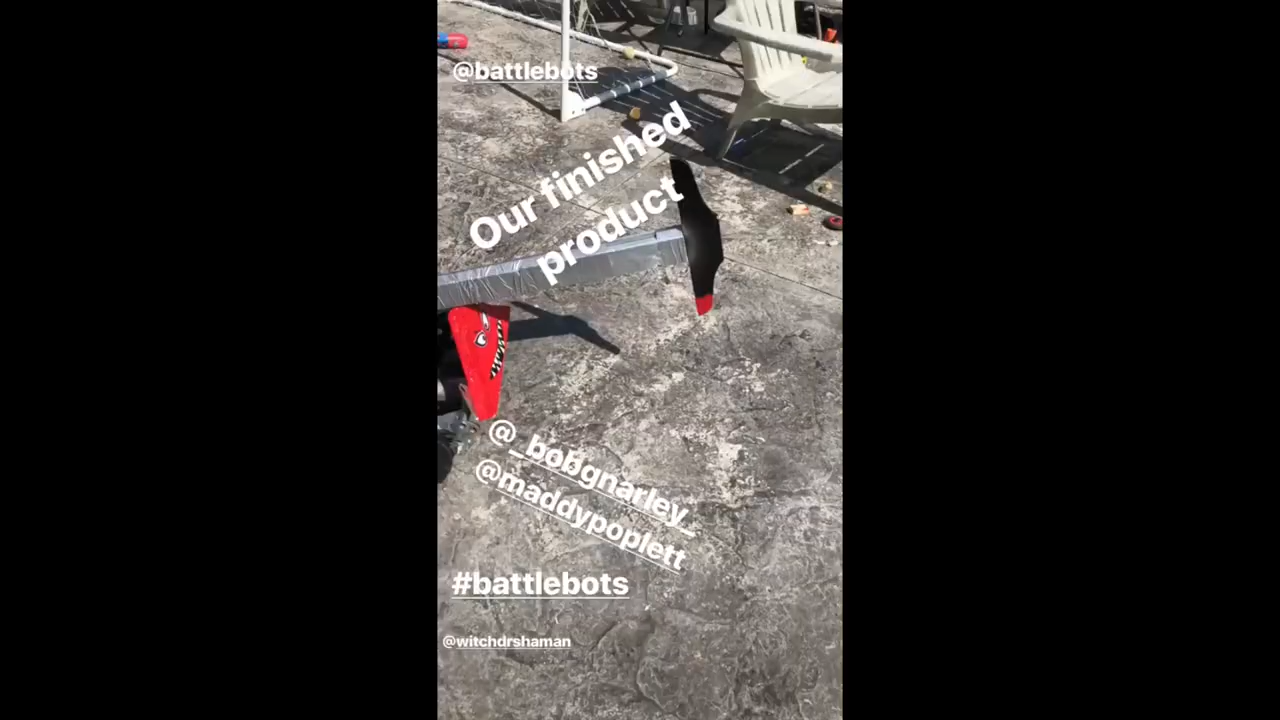 @battlebots
Our finished
product
@_bobgnarley_
@maddypoplett
#battlebots
@witchdrshaman